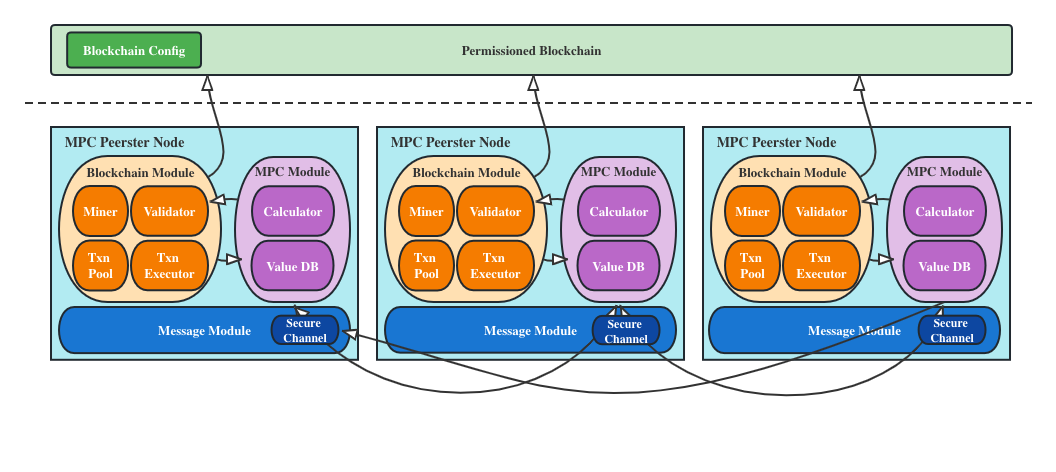 Blockchain Config
Permissioned Blockchain
MPC Peerster Node
Blockchain Module
Miner
Validator
Txn
Pool
Txn
Executor
MPC Module
Calculator
Value DB
Message Module
Secure
Channel
MPC Peerster Node
Blockchain Module
Miner
Validator
Txn
Pool
Txn
Executor
MPC Module
Calculator
Value DB
Message Module
Secure
Channel
MPC Peerster Node
Blockchain Module
Miner
Validator
Txn
Pool
Txn
Executor
MPC Module
Calculator
Value DB
Message Module
Secure
Channel